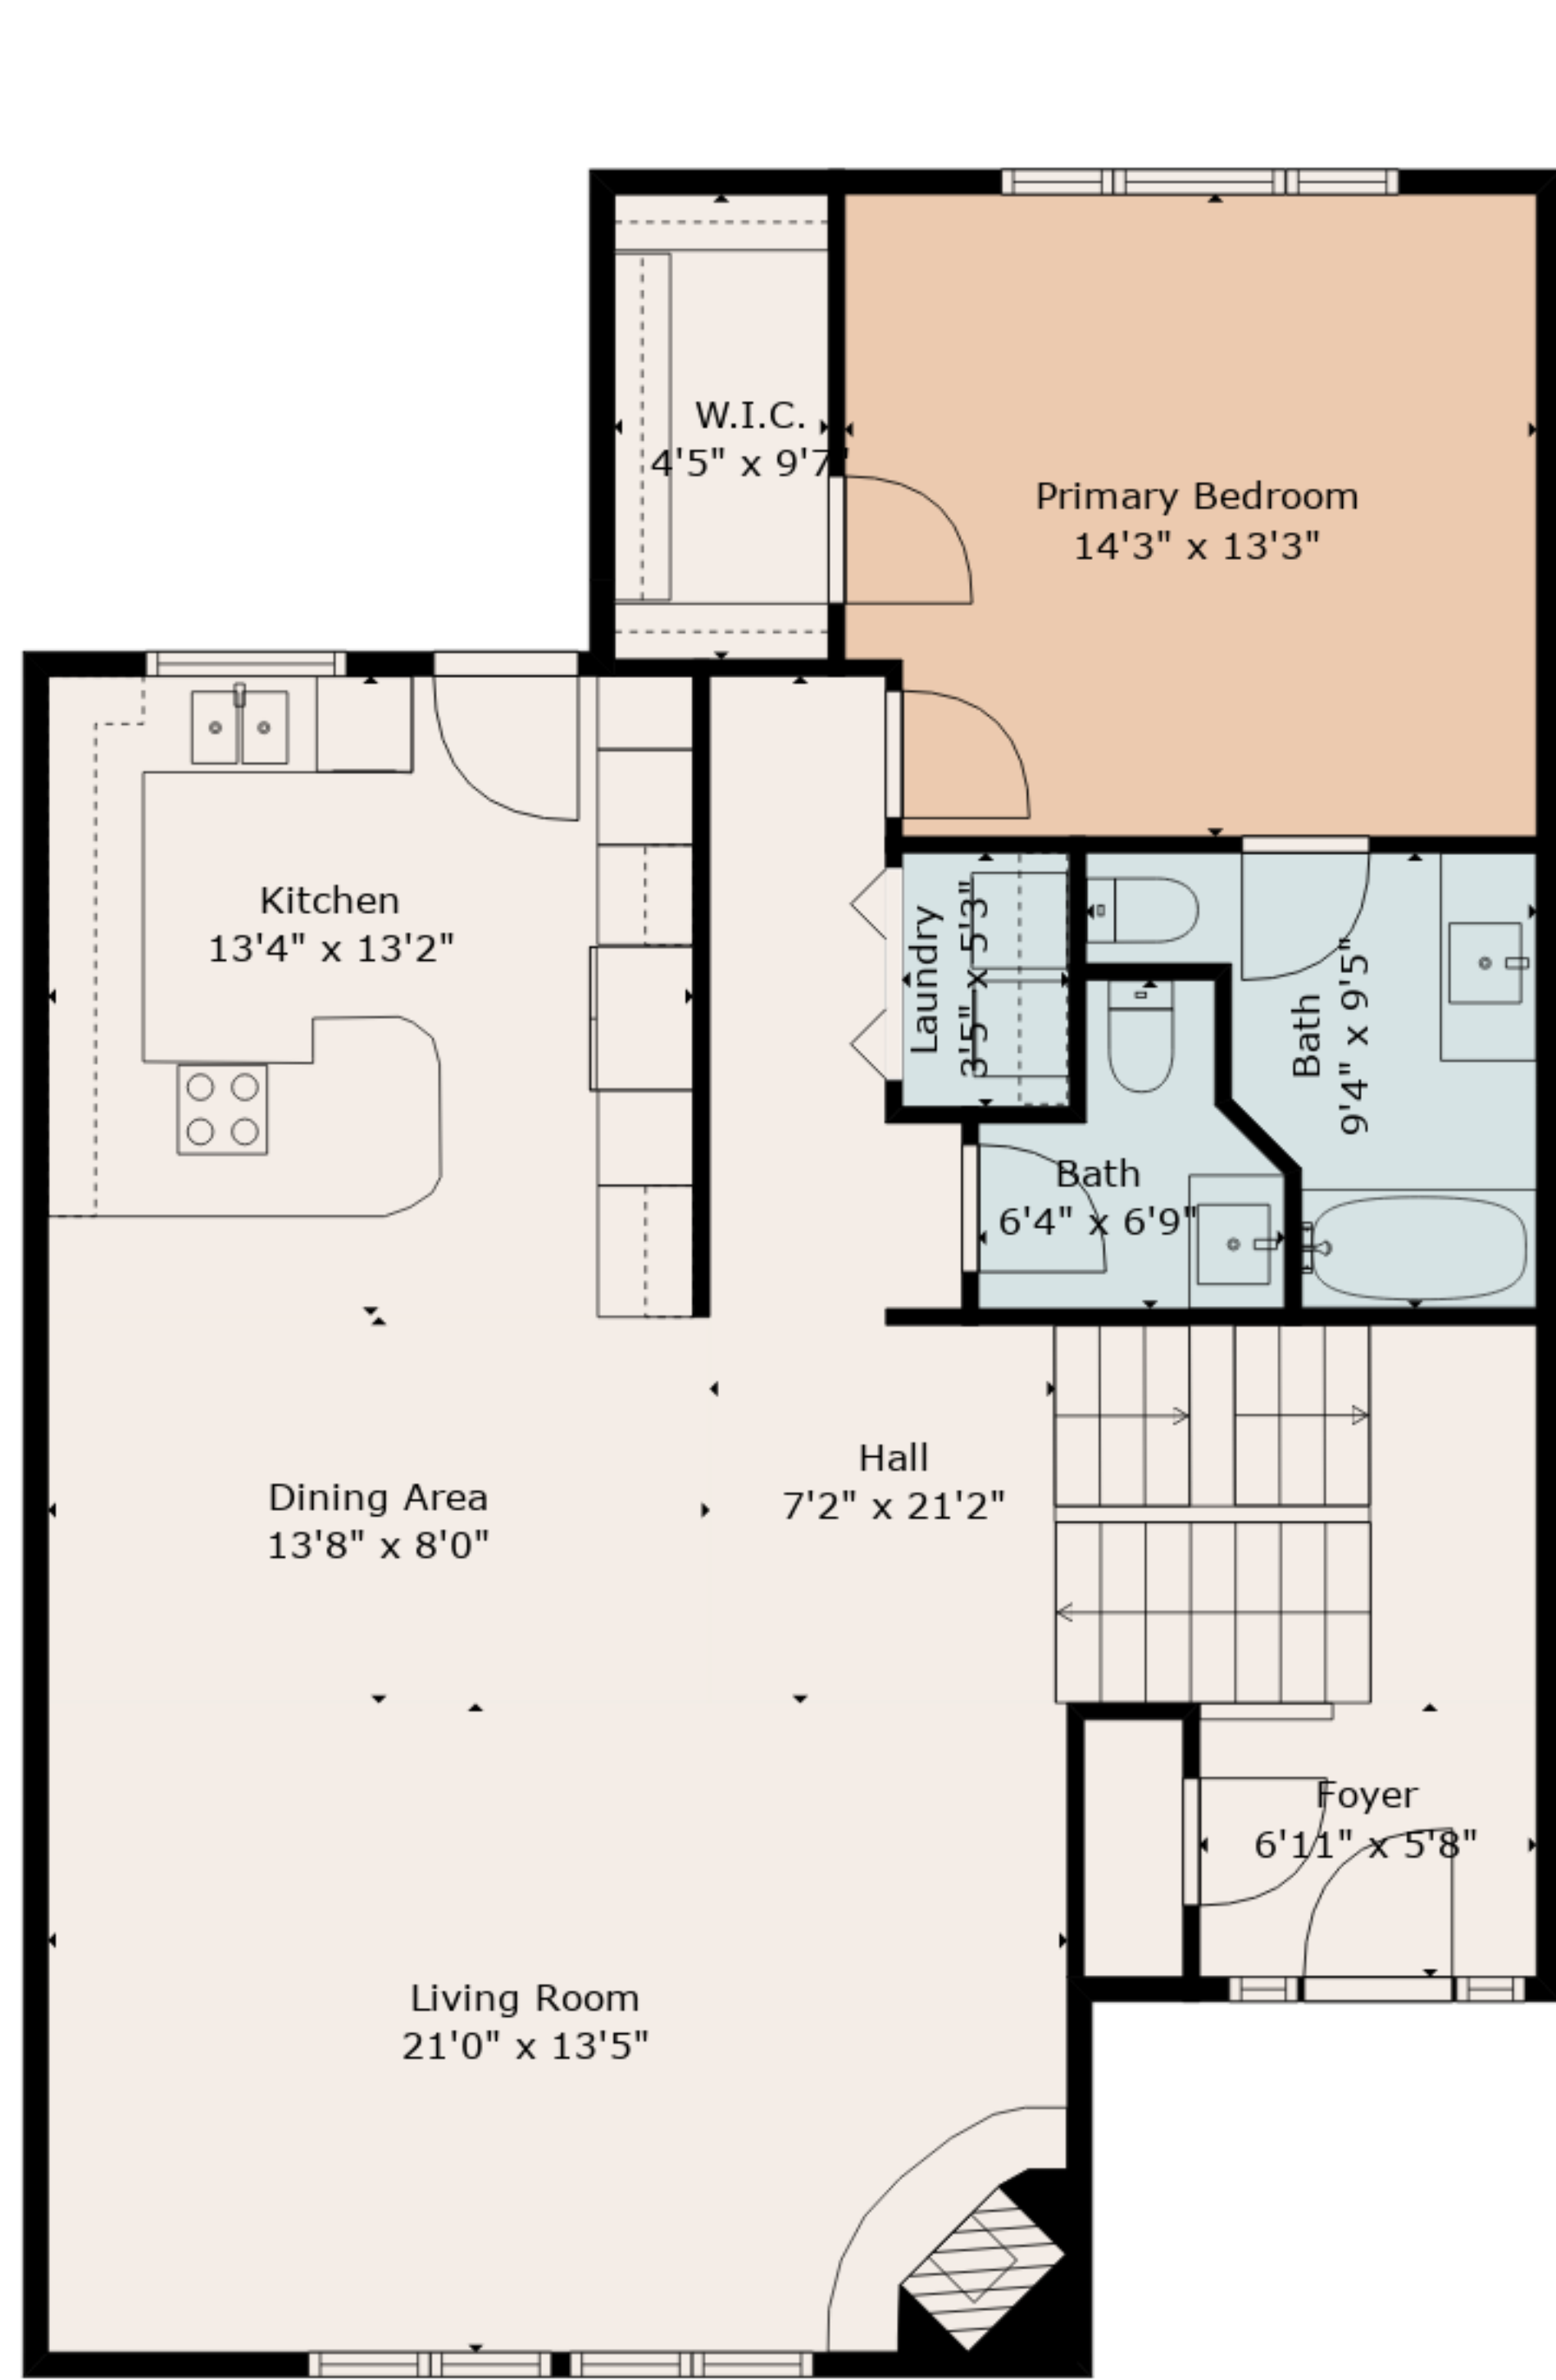 W.I.C.
4'5" x 9'7"
Primary Bedroom
14'3" x 13'3"
Kitchen
13'4" x 13'2"
Laundry
3'5" x 5'3"
Bath
9'4" x 9'5"
Bath
6'4" x 6'9"
Hall
7'2" x 21'2"
Dining Area
13'8" x 8'0"
Foyer
6'11" x 5'8"
Living Room
21'0" x 13'5"